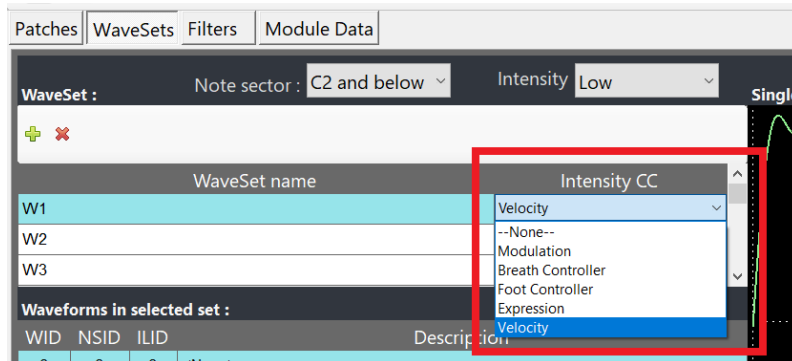 Patches WaveSets Filters Module Data
WaveSet : Note sector : C2 and below Intensity Low
Singl
WaveSet name Intensity CC
W1 Velocity
W2 --None--
Modulation
W3 Breath Controller
Foot Controller
Waveforms in selected set : Expression
Velocity
WID NSID ILID Description